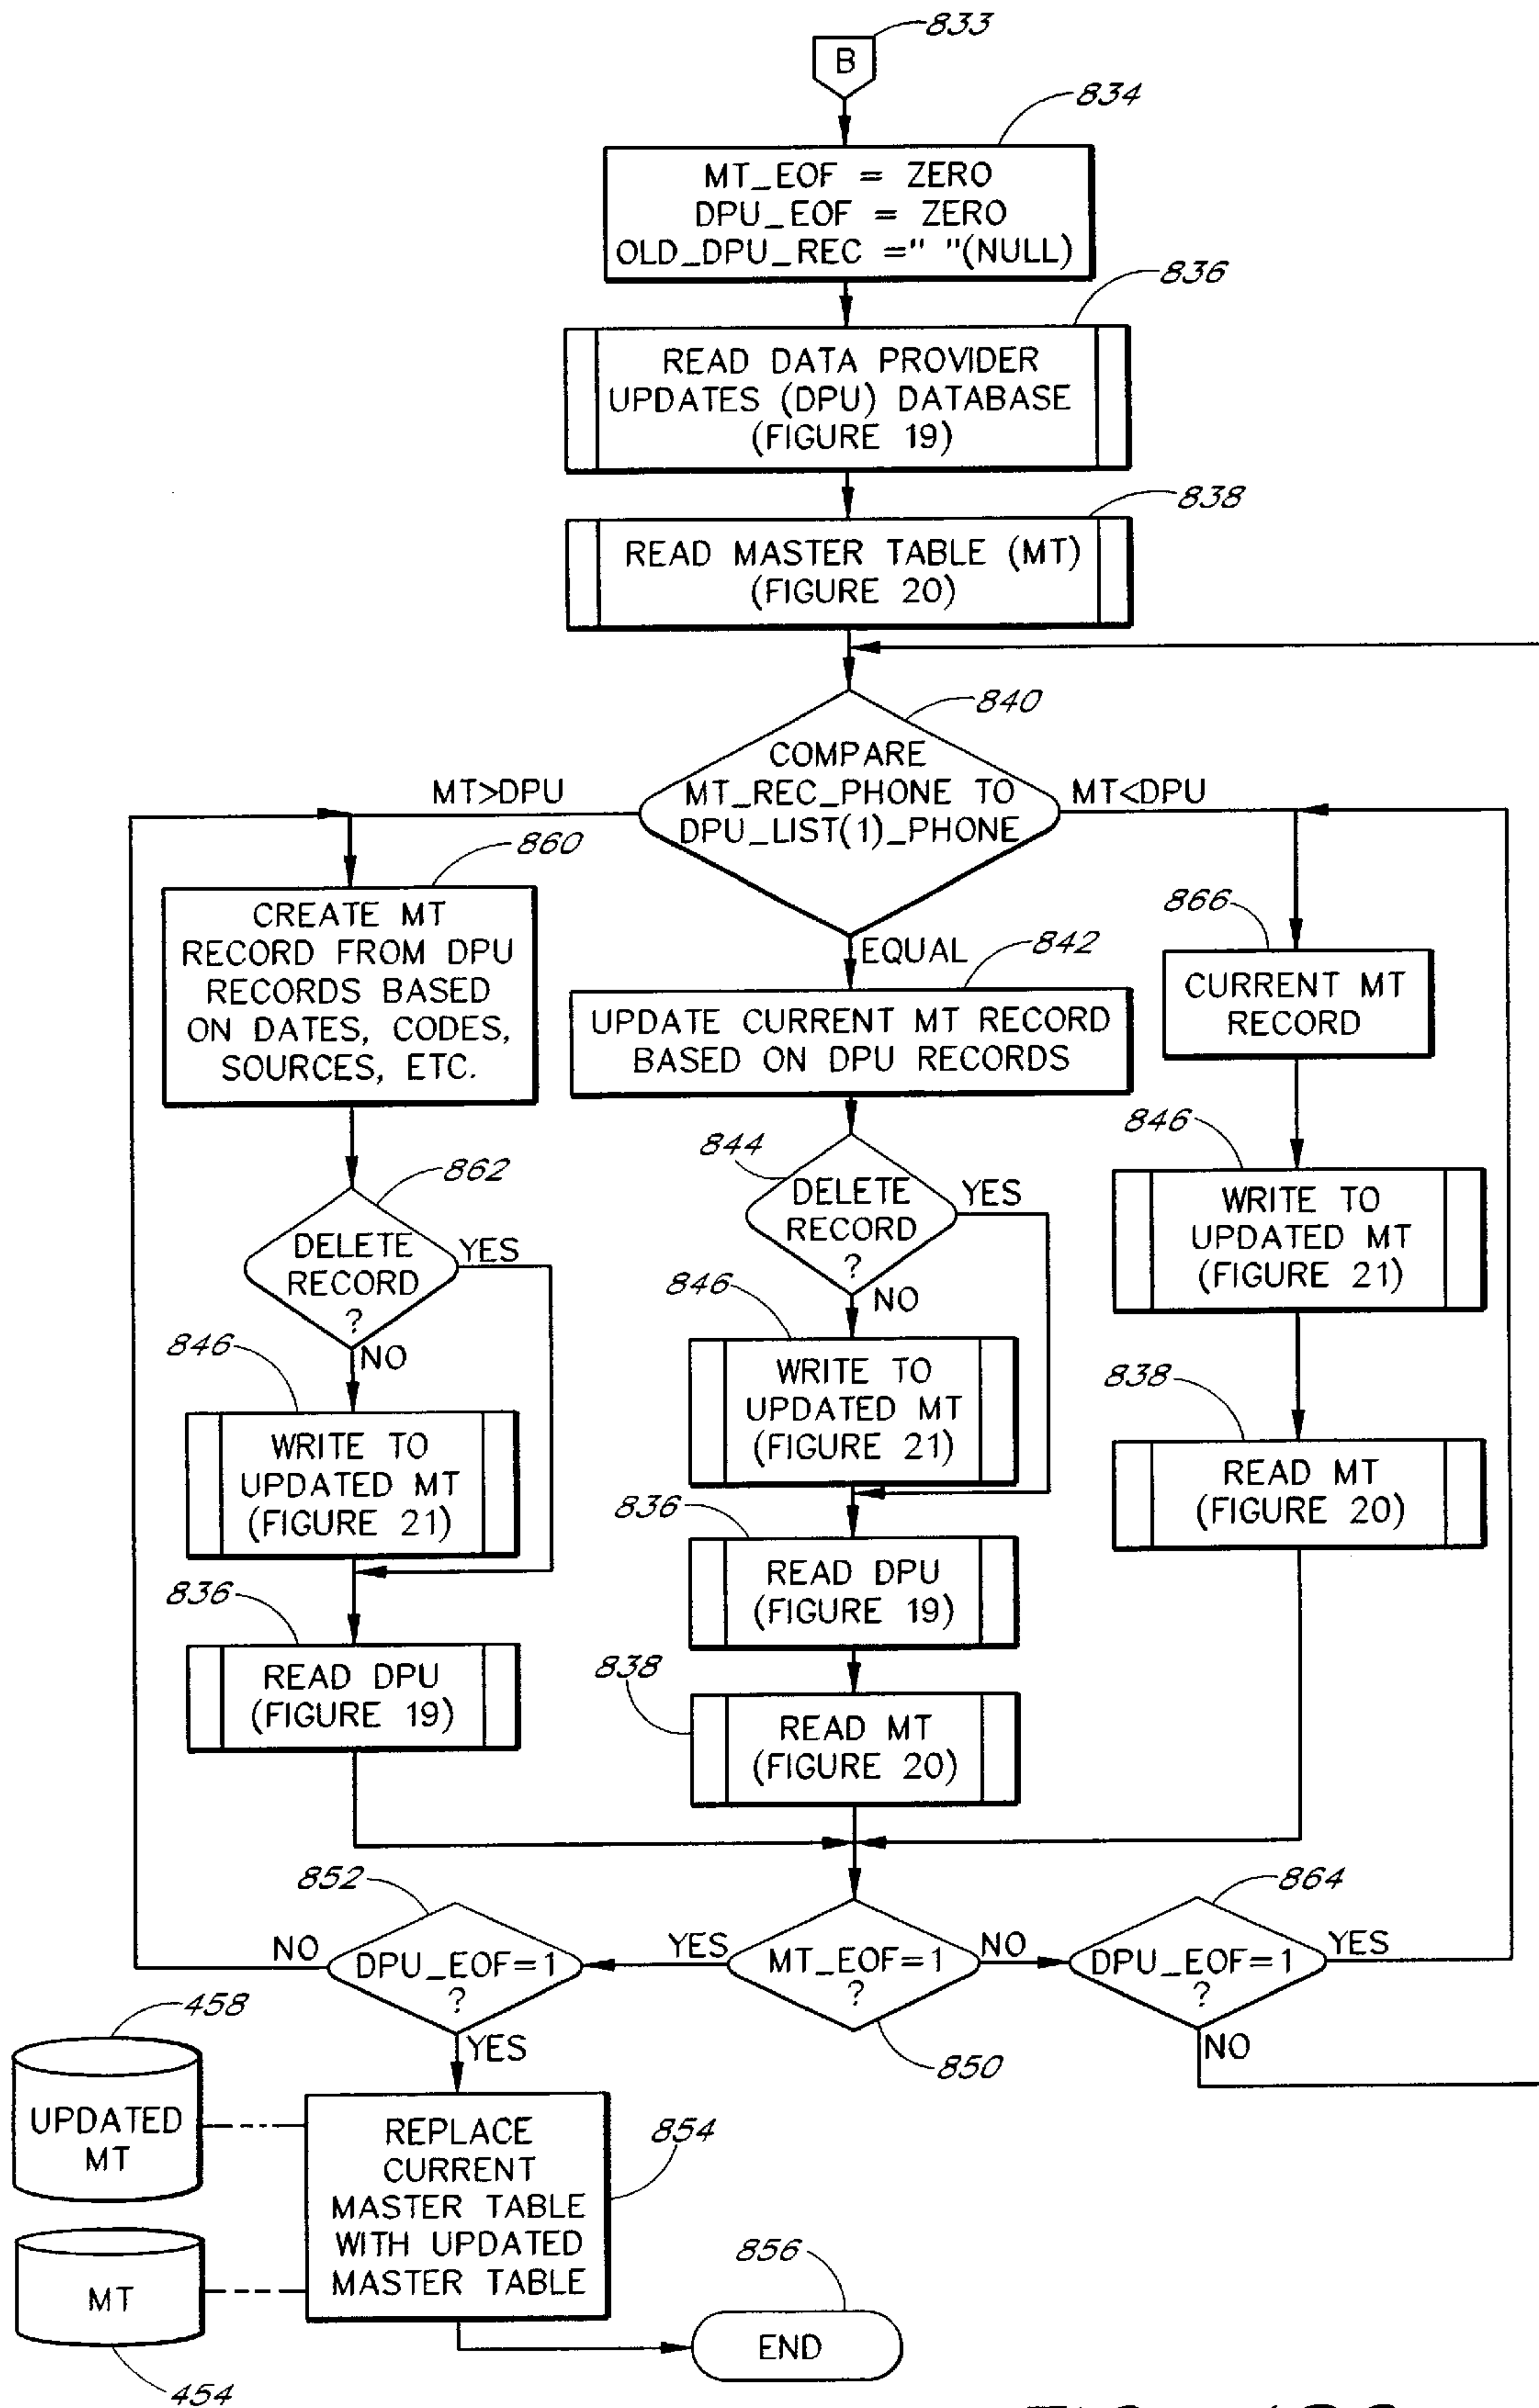 833
B
834
MT_EOF = ZERO
DPU_EOF = ZERO
OLD_DPU_REC =" "(NULL)
836
READ DATA PROVIDER
UPDATES (DPU) DATABASE
(FIGURE 19)
838
READ MASTER TABLE (MT)
(FIGURE 20)
840
COMPARE
MT_REC_PHONE TO
DPU_LIST(1)_PHONE
MT>DPU
MT<DPU
EQUAL
860
CREATE MT
RECORD FROM DPU
RECORDS BASED
ON DATES, CODES,
SOURCES, ETC.
862
DELETE
RECORD
?
YES
NO
846
WRITE TO
UPDATED MT
(FIGURE 21)
836
READ DPU
(FIGURE 19)
842
UPDATE CURRENT MT RECORD
BASED ON DPU RECORDS
844
DELETE
RECORD
?
YES
NO
846
WRITE TO
UPDATED MT
(FIGURE 21)
836
READ DPU
(FIGURE 19)
838
READ MT
(FIGURE 20)
866
CURRENT MT
RECORD
846
WRITE TO
UPDATED MT
(FIGURE 21)
838
READ MT
(FIGURE 20)
852
NO
DPU_EOF=1
?
YES
YES
MT_EOF=1
?
NO
850
864
DPU_EOF=1
?
YES
NO
458
UPDATED
MT
MT
454
REPLACE
CURRENT
MASTER TABLE
WITH UPDATED
MASTER TABLE
854
856
END